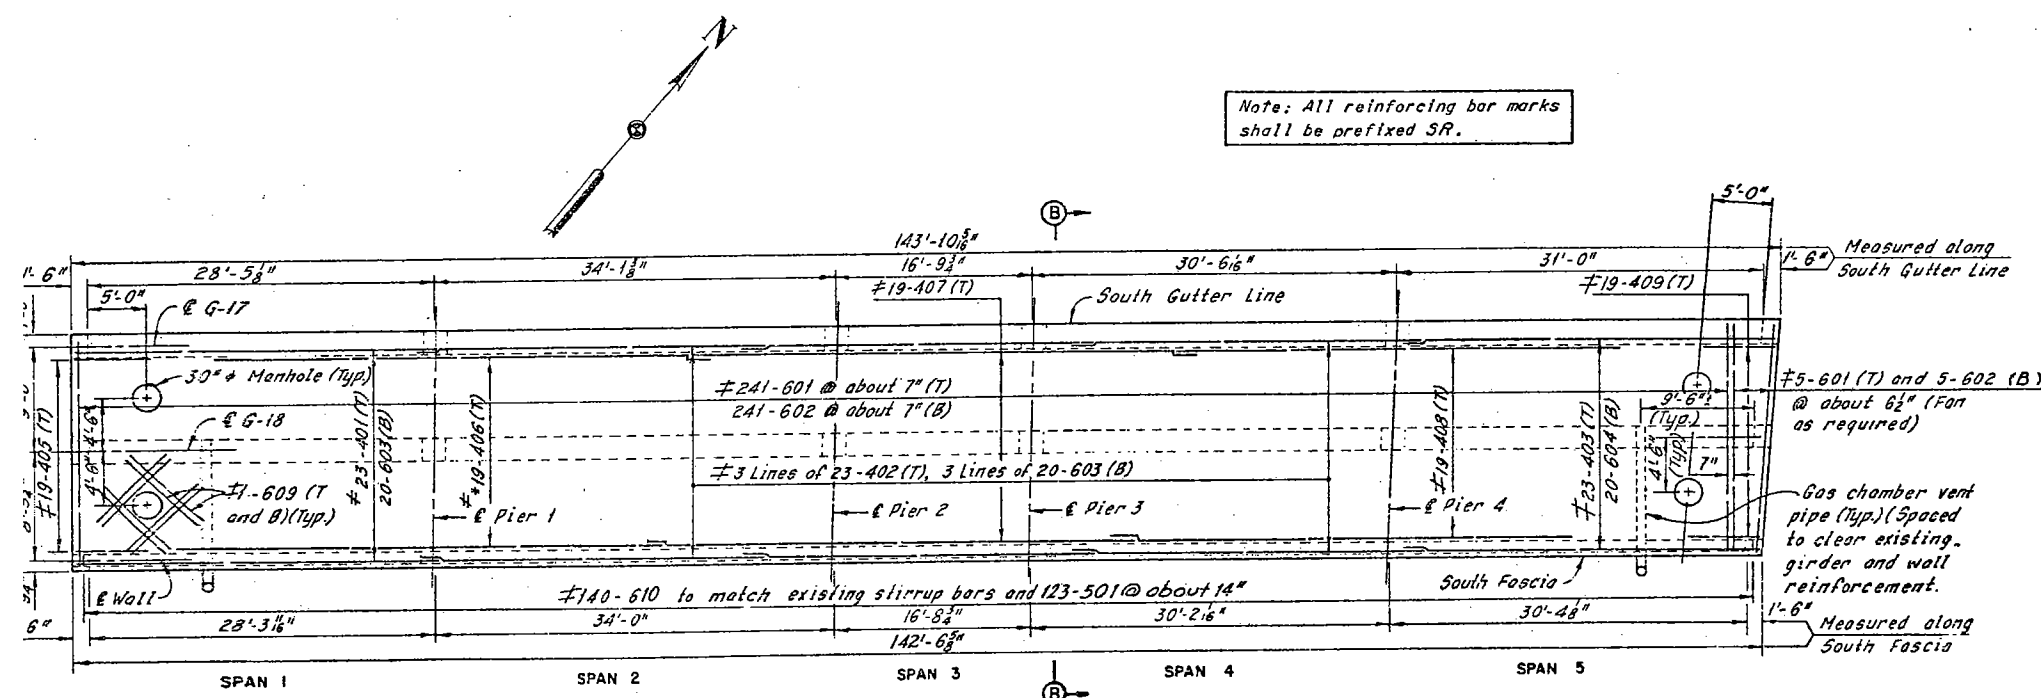 N
Note: All reinforcing bar marks
shall be prefixed SR.
B
5'-0"
143'-10 5/16"
1'-6"
28'-5 1/8"
34'-1 3/8"
16'-9 3/4"
30'-6 1/16"
31'-0"
1'-6"
Measured along
South Gutter Line
5'-0"
℄ G-17
‡19-407(T)
South Gutter Line
‡19-409(T)
30"ϕ Manhole (Typ.)
‡241-601 @ about 7"(T)
241-602 @ about 7"(B)
‡5-601(T) and 5-602 (B)
@ about 6 1/2" (Fan
as required)
9'-6"±
(Typ.)
℄ G-18
‡19-405(T)
4'-6"
4'-6"
‡23-401(T)
20-603(B)
‡*19-406(T)
‡19-408(T)
‡23-403(T)
20-604(B)
4'-6"
(Typ.)
7"
‡3 Lines of 23-402(T), 3 Lines of 20-603(B)
‡1-609 (T
and B)(Typ.)
℄ Pier 1
℄ Pier 2
℄ Pier 3
℄ Pier 4
Gas chamber vent
pipe (Typ.)(Spaced
to clear existing
girder and wall
reinforcement.
℄ Wall
‡140-610 to match existing stirrup bars and 123-501@ about 14"
South Fascia
6"
28'-3 11/16"
34'-0"
16'-8 3/4"
30'-2 1/16"
30'-4 1/8"
1'-6"
Measured along
South Fascia
142'-6 5/8"
SPAN 1
SPAN 2
SPAN 3
SPAN 4
SPAN 5
B